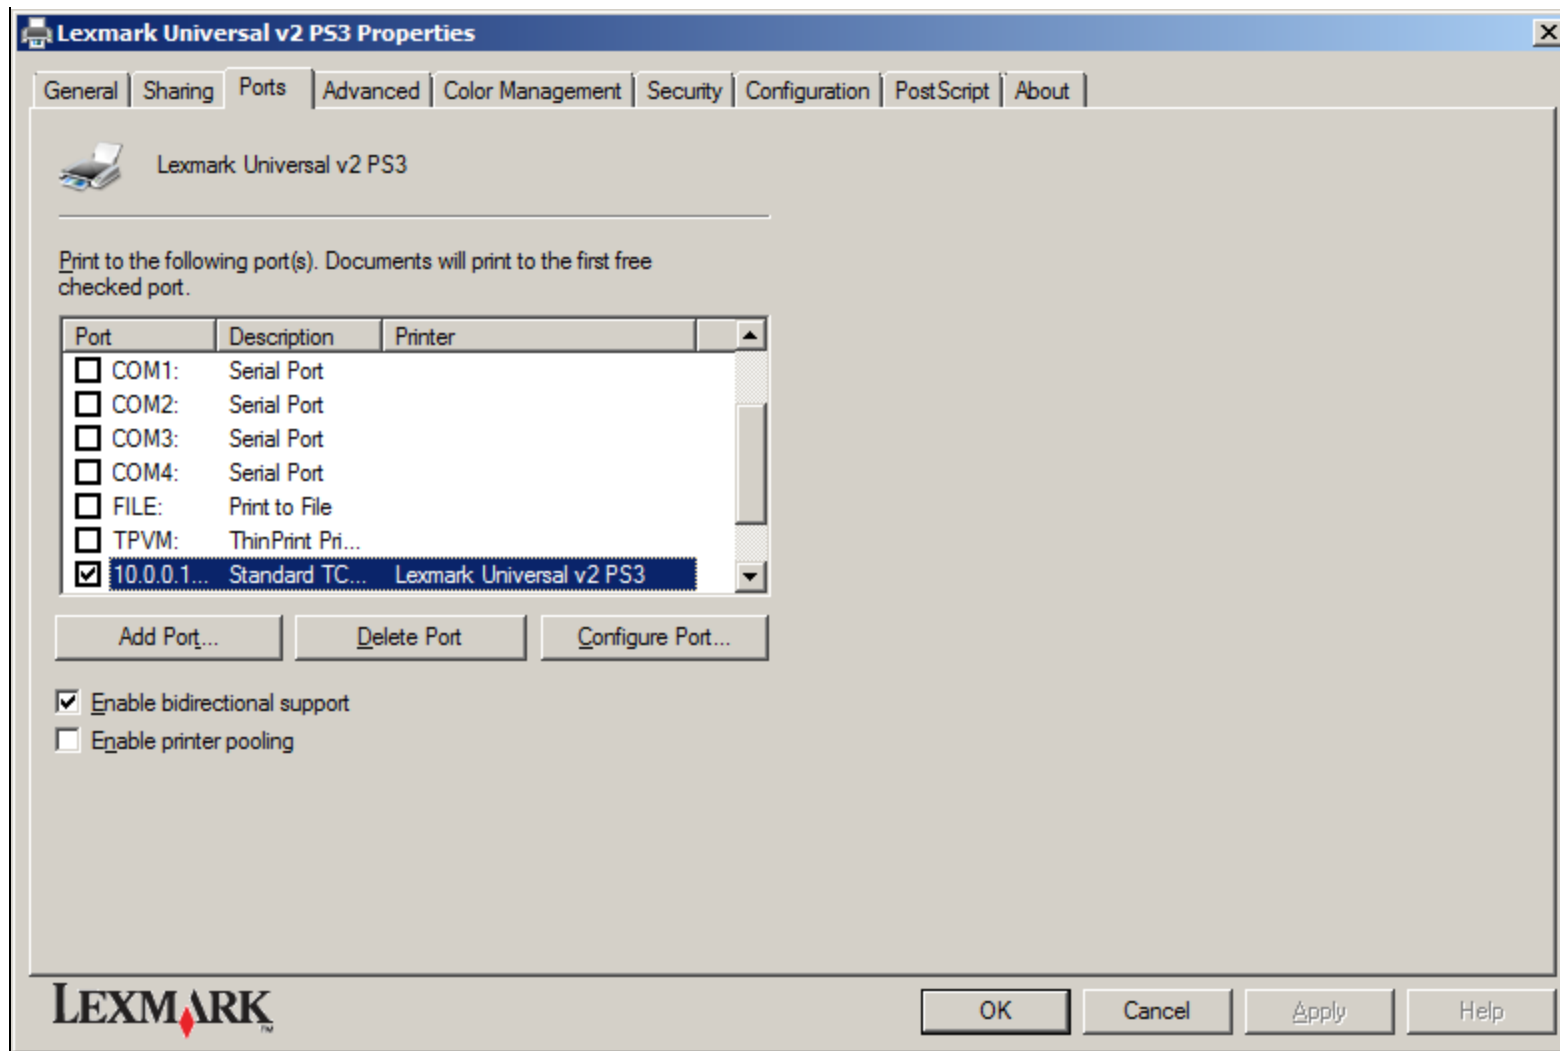 Lexmark Universal v2 PS3 Properties
General Sharing Ports Advanced Color Management Security Configuration PostScript About
Lexmark Universal v2 PS3
Print to the following port(s). Documents will print to the first free
checked port.
Port Description Printer
COM1: Serial Port
COM2: Serial Port
COM3: Serial Port
COM4: Serial Port
FILE: Print to File
TPVM: ThinPrint Pri...
10.0.0.1... Standard TC... Lexmark Universal v2 PS3
Add Port... Delete Port Configure Port...
Enable bidirectional support
Enable printer pooling
LEXMARK™
OK Cancel Apply Help